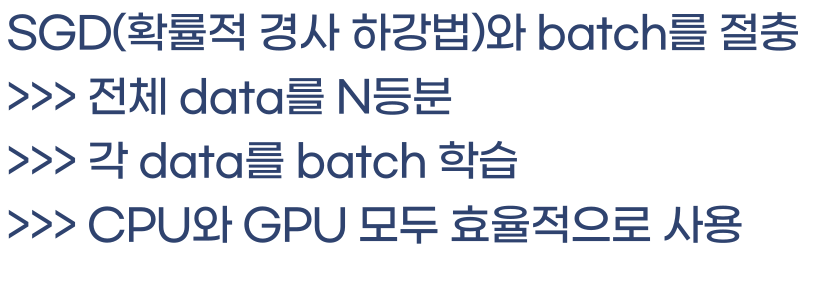 SGD(확률적 경사 하강법)와 batch를 절충
>>> 전체 data를 N등분
>>> 각 data를 batch 학습
>>> CPU와 GPU 모두 효율적으로 사용